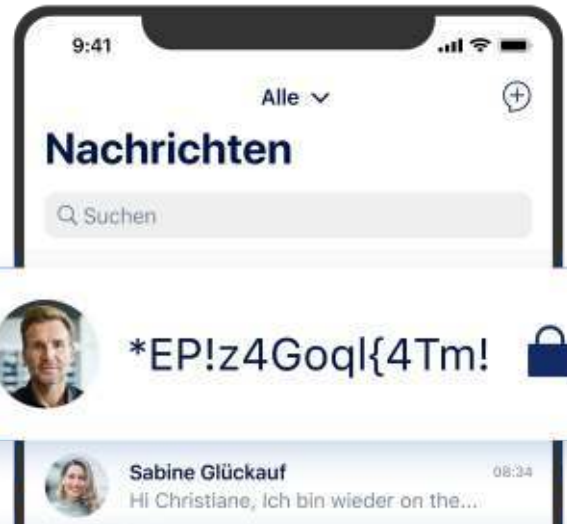 9:41
Alle
Nachrichten
Suchen
*EP!z4Goql{4Tm!
Sabine Glückauf 08:34
Hi Christiane, Ich bin wieder on the...